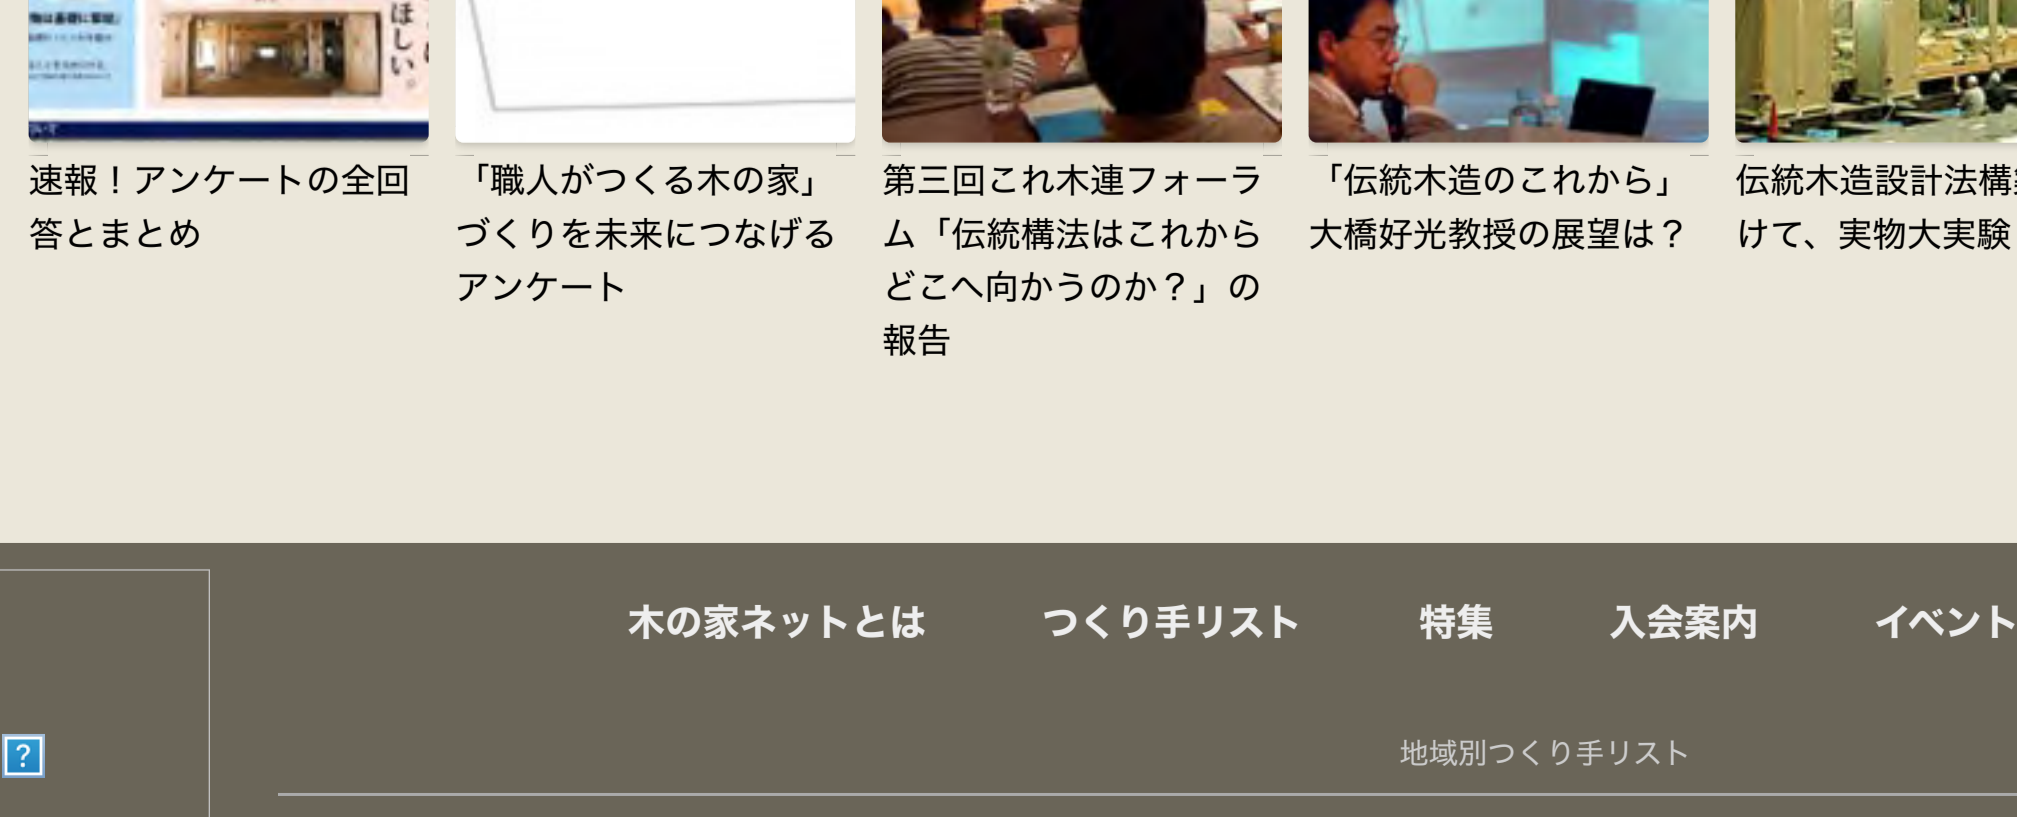 ほしい。
速報！アンケートの全回
答とまとめ
「職人がつくる木の家」
づくりを未来につなげる
アンケート
第三回これ木連フォーラ
ム「伝統構法はこれから
どこへ向かうのか？」の
報告
「伝統木造のこれから」
大橋好光教授の展望は？
伝統木造設計法構
けて、実物大実験
木の家ネットとは
つくり手リスト
特集
入会案内
イベント
?
地域別つくり手リスト